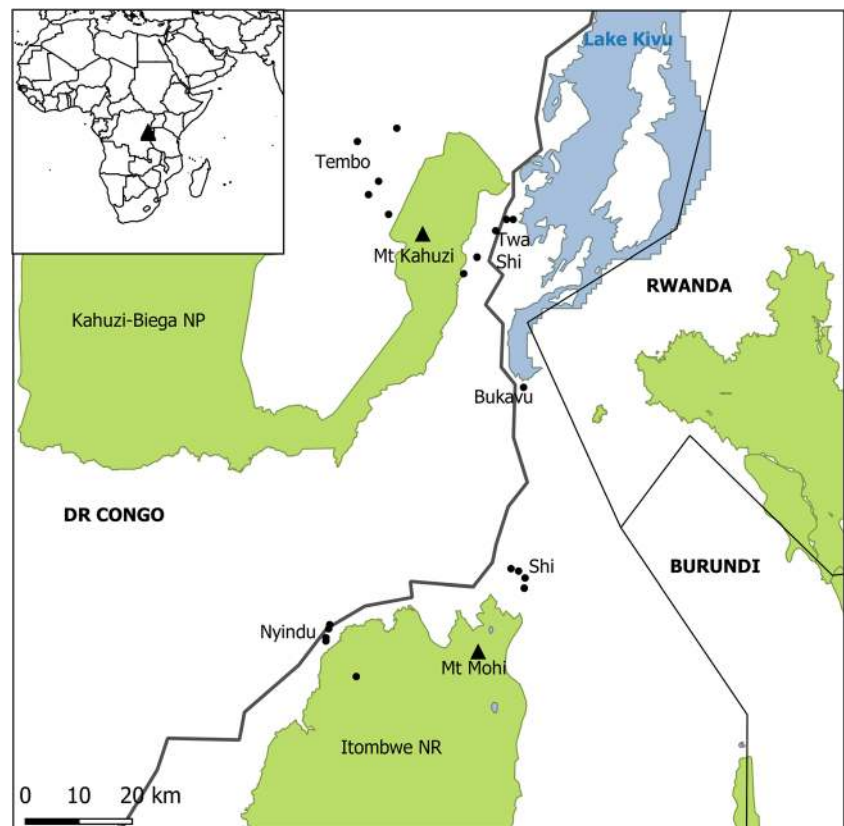 Lake Kivu
Tembo
Twa
Shi
Mt Kahuzi
RWANDA
Kahuzi-Biega NP
Bukavu
DR CONGO
Shi
BURUNDI
Nyindu
Mt Mohi
Itombwe NR
0 10 20 km